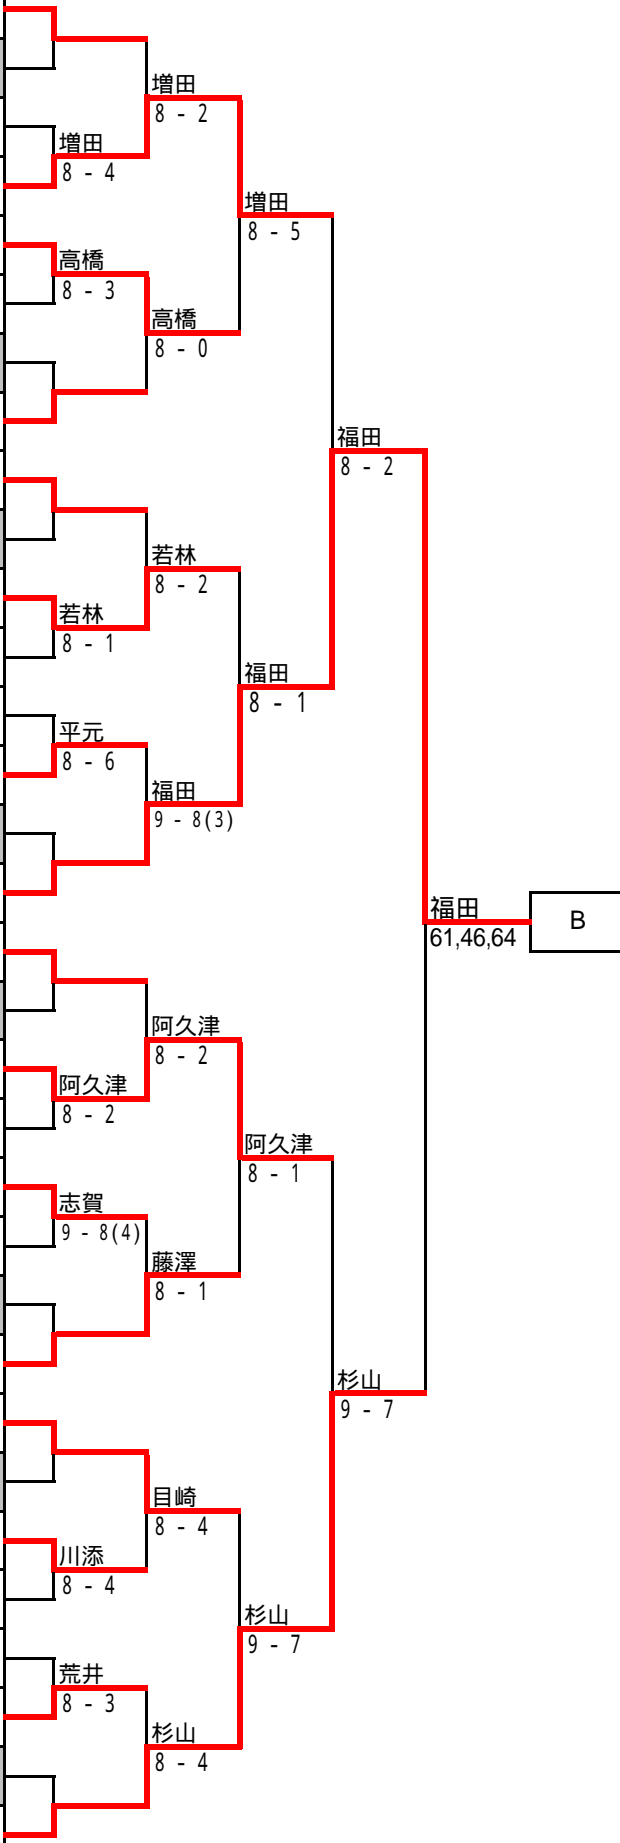 増田
8 - 2
増田
8 - 4
増田
8 - 5
高橋
8 - 3
高橋
8 - 0
福田
8 - 2
若林
8 - 2
若林
8 - 1
福田
8 - 1
平元
8 - 6
福田
9 - 8(3)
福田
61,46,64
B
阿久津
8 - 2
阿久津
8 - 2
阿久津
8 - 1
志賀
9 - 8(4)
藤澤
8 - 1
杉山
9 - 7
目崎
8 - 4
川添
8 - 4
杉山
9 - 7
荒井
8 - 3
杉山
8 - 4